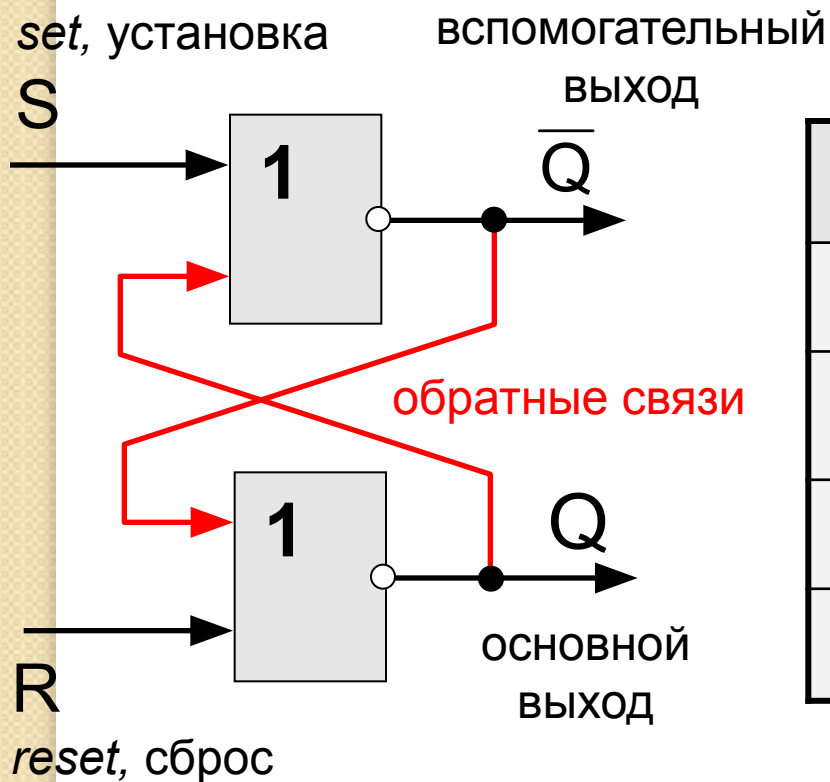 set, установка
вспомогательный
выход
S
1
Q
обратные связи
1
Q
основной
выход
R
reset, сброс